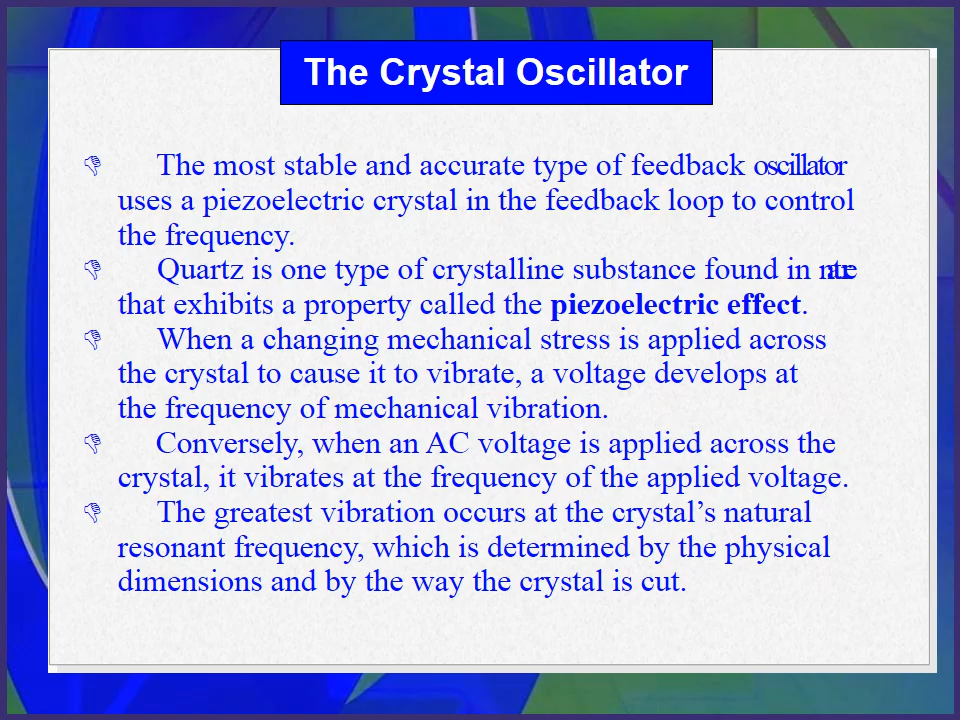 The Crystal Oscillator
👎 The most stable and accurate type of feedback oscillator
uses a piezoelectric crystal in the feedback loop to control
the frequency.
👎 Quartz is one type of crystalline substance found in nature
that exhibits a property called the piezoelectric effect.
👎 When a changing mechanical stress is applied across
the crystal to cause it to vibrate, a voltage develops at
the frequency of mechanical vibration.
👎 Conversely, when an AC voltage is applied across the
crystal, it vibrates at the frequency of the applied voltage.
👎 The greatest vibration occurs at the crystal’s natural
resonant frequency, which is determined by the physical
dimensions and by the way the crystal is cut.